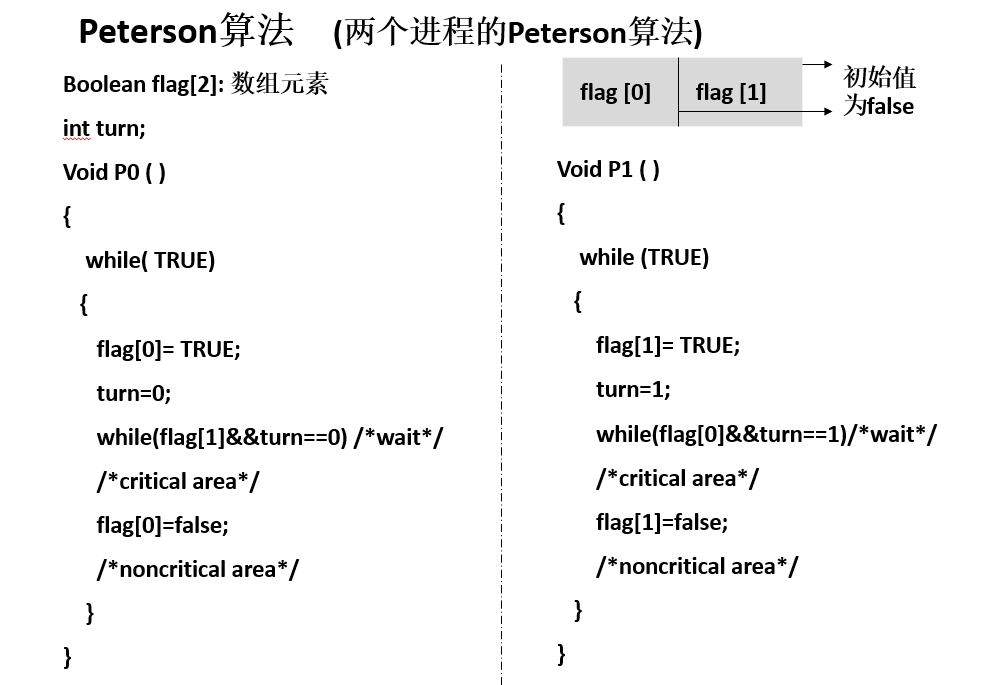 Peterson算法 (两个进程的Peterson算法)
Boolean flag[2]: 数组元素
int turn;
Void P0 ( )
{
while( TRUE)
{
flag[0]= TRUE;
turn=0;
while(flag[1]&&turn==0) /*wait*/
/*critical area*/
flag[0]=false;
/*noncritical area*/
}
}
flag [0] flag [1]
初始值
为false
Void P1 ( )
{
while (TRUE)
{
flag[1]= TRUE;
turn=1;
while(flag[0]&&turn==1)/*wait*/
/*critical area*/
flag[1]=false;
/*noncritical area*/
}
}